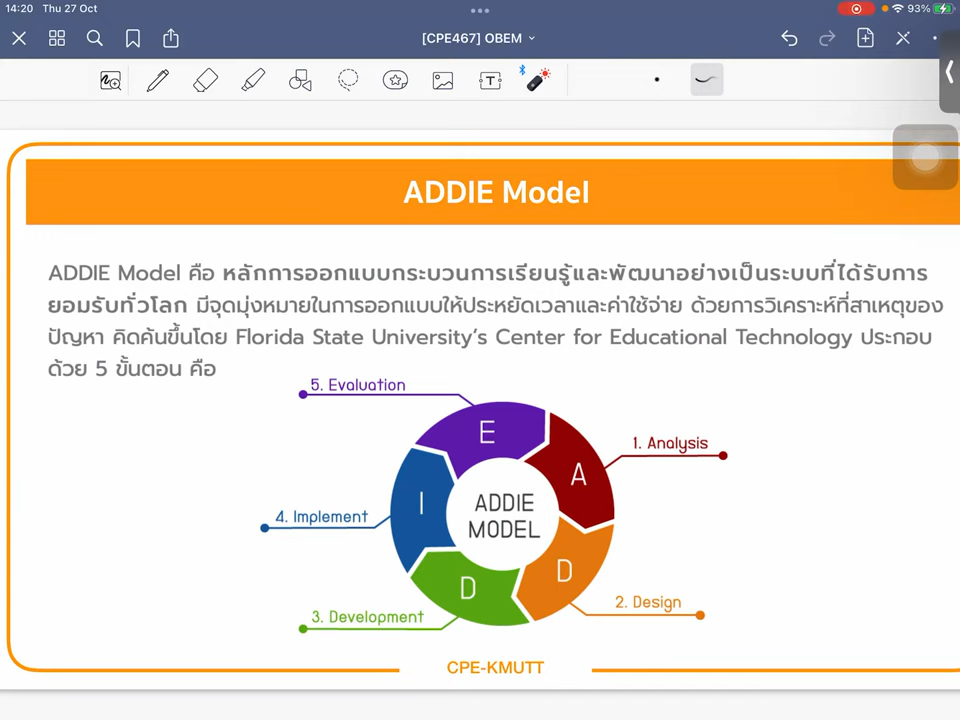 14:20 Thu 27 Oct
93%
[CPE467] OBEM
T
ADDIE Model
ADDIE Model คือ หลักการออกแบบกระบวนการเรียนรู้และพัฒนาอย่างเป็นระบบที่ได้รับการ
ยอมรับทั่วโลก มีจุดมุ่งหมายในการออกแบบให้ประหยัดเวลาและค่าใช้จ่าย ด้วยการวิเคราะห์ที่สาเหตุของ
ปัญหา คิดค้นขึ้นโดย Florida State University's Center for Educational Technology ประกอบ
ด้วย 5 ขั้นตอน คือ
5. Evaluation
E
1. Analysis
A
ADDIE
MODEL
I
4. Implement
D
2. Design
D
3. Development
CPE-KMUTT